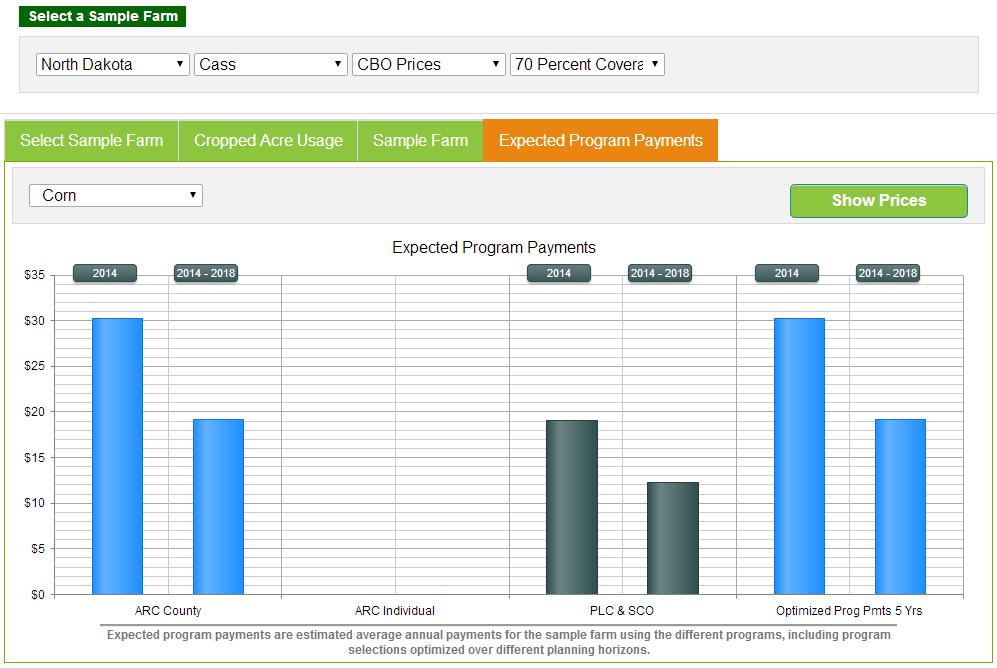 Select a Sample Farm
North Dakota Cass CBO Prices 70 Percent Covera
Select Sample Farm Cropped Acre Usage Sample Farm Expected Program Payments
Corn Show Prices
Expected Program Payments
2014 2014 - 2018 2014 2014 - 2018 2014 2014 - 2018
$35
$30
$25
$20
$15
$10
$5
$0
ARC County ARC Individual PLC & SCO Optimized Prog Pmts 5 Yrs
Expected program payments are estimated average annual payments for the sample farm using the different programs, including program
selections optimized over different planning horizons.